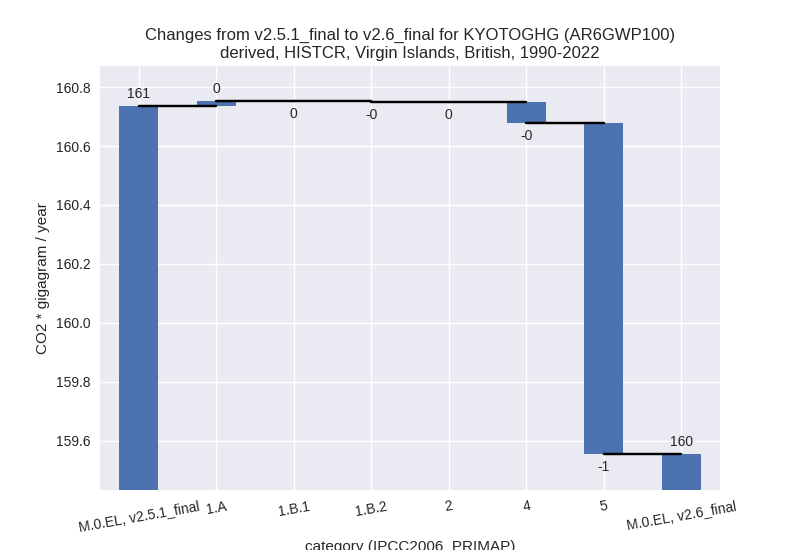 Changes from v2.5.1_final to v2.6_final for KYOTOGHG (AR6GWP100)
derived, HISTCR, Virgin Islands, British, 1990-2022
CO2 * gigagram / year
160.8
160.6
160.4
160.2
160.0
159.8
159.6
161
0
0
-0
0
-0
-1
160
M.0.EL, v2.5.1_final
1.A
1.B.1
1.B.2
2
4
5
M.0.EL, v2.6_final
category (IPCC2006_PRIMAP)